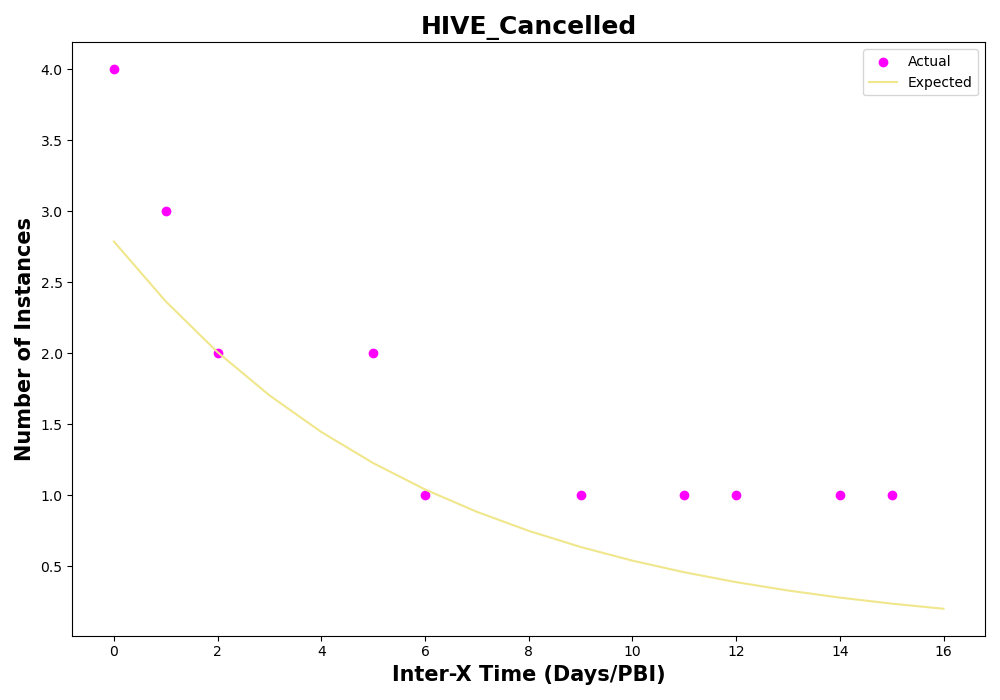 HIVE_Cancelled
Actual
Expected
Number of Instances
4.0
3.5
3.0
2.5
2.0
1.5
1.0
0.5
0 2 4 6 8 10 12 14 16
Inter-X Time (Days/PBI)